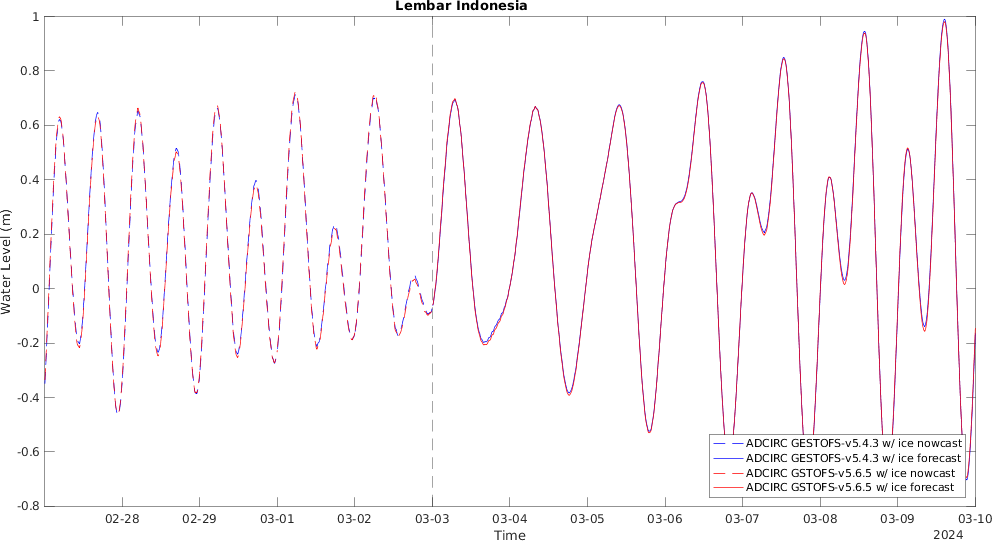 Lembar Indonesia
Water Level (m)
1
0.8
0.6
0.4
0.2
0
-0.2
-0.4
-0.6
-0.8
ADCIRC GESTOFS-v5.4.3 w/ ice nowcast
ADCIRC GESTOFS-v5.4.3 w/ ice forecast
ADCIRC GSTOFS-v5.6.5 w/ ice nowcast
ADCIRC GSTOFS-v5.6.5 w/ ice forecast
02-28 02-29 03-01 03-02 03-03 03-04 03-05 03-06 03-07 03-08 03-09 03-10
Time
2024